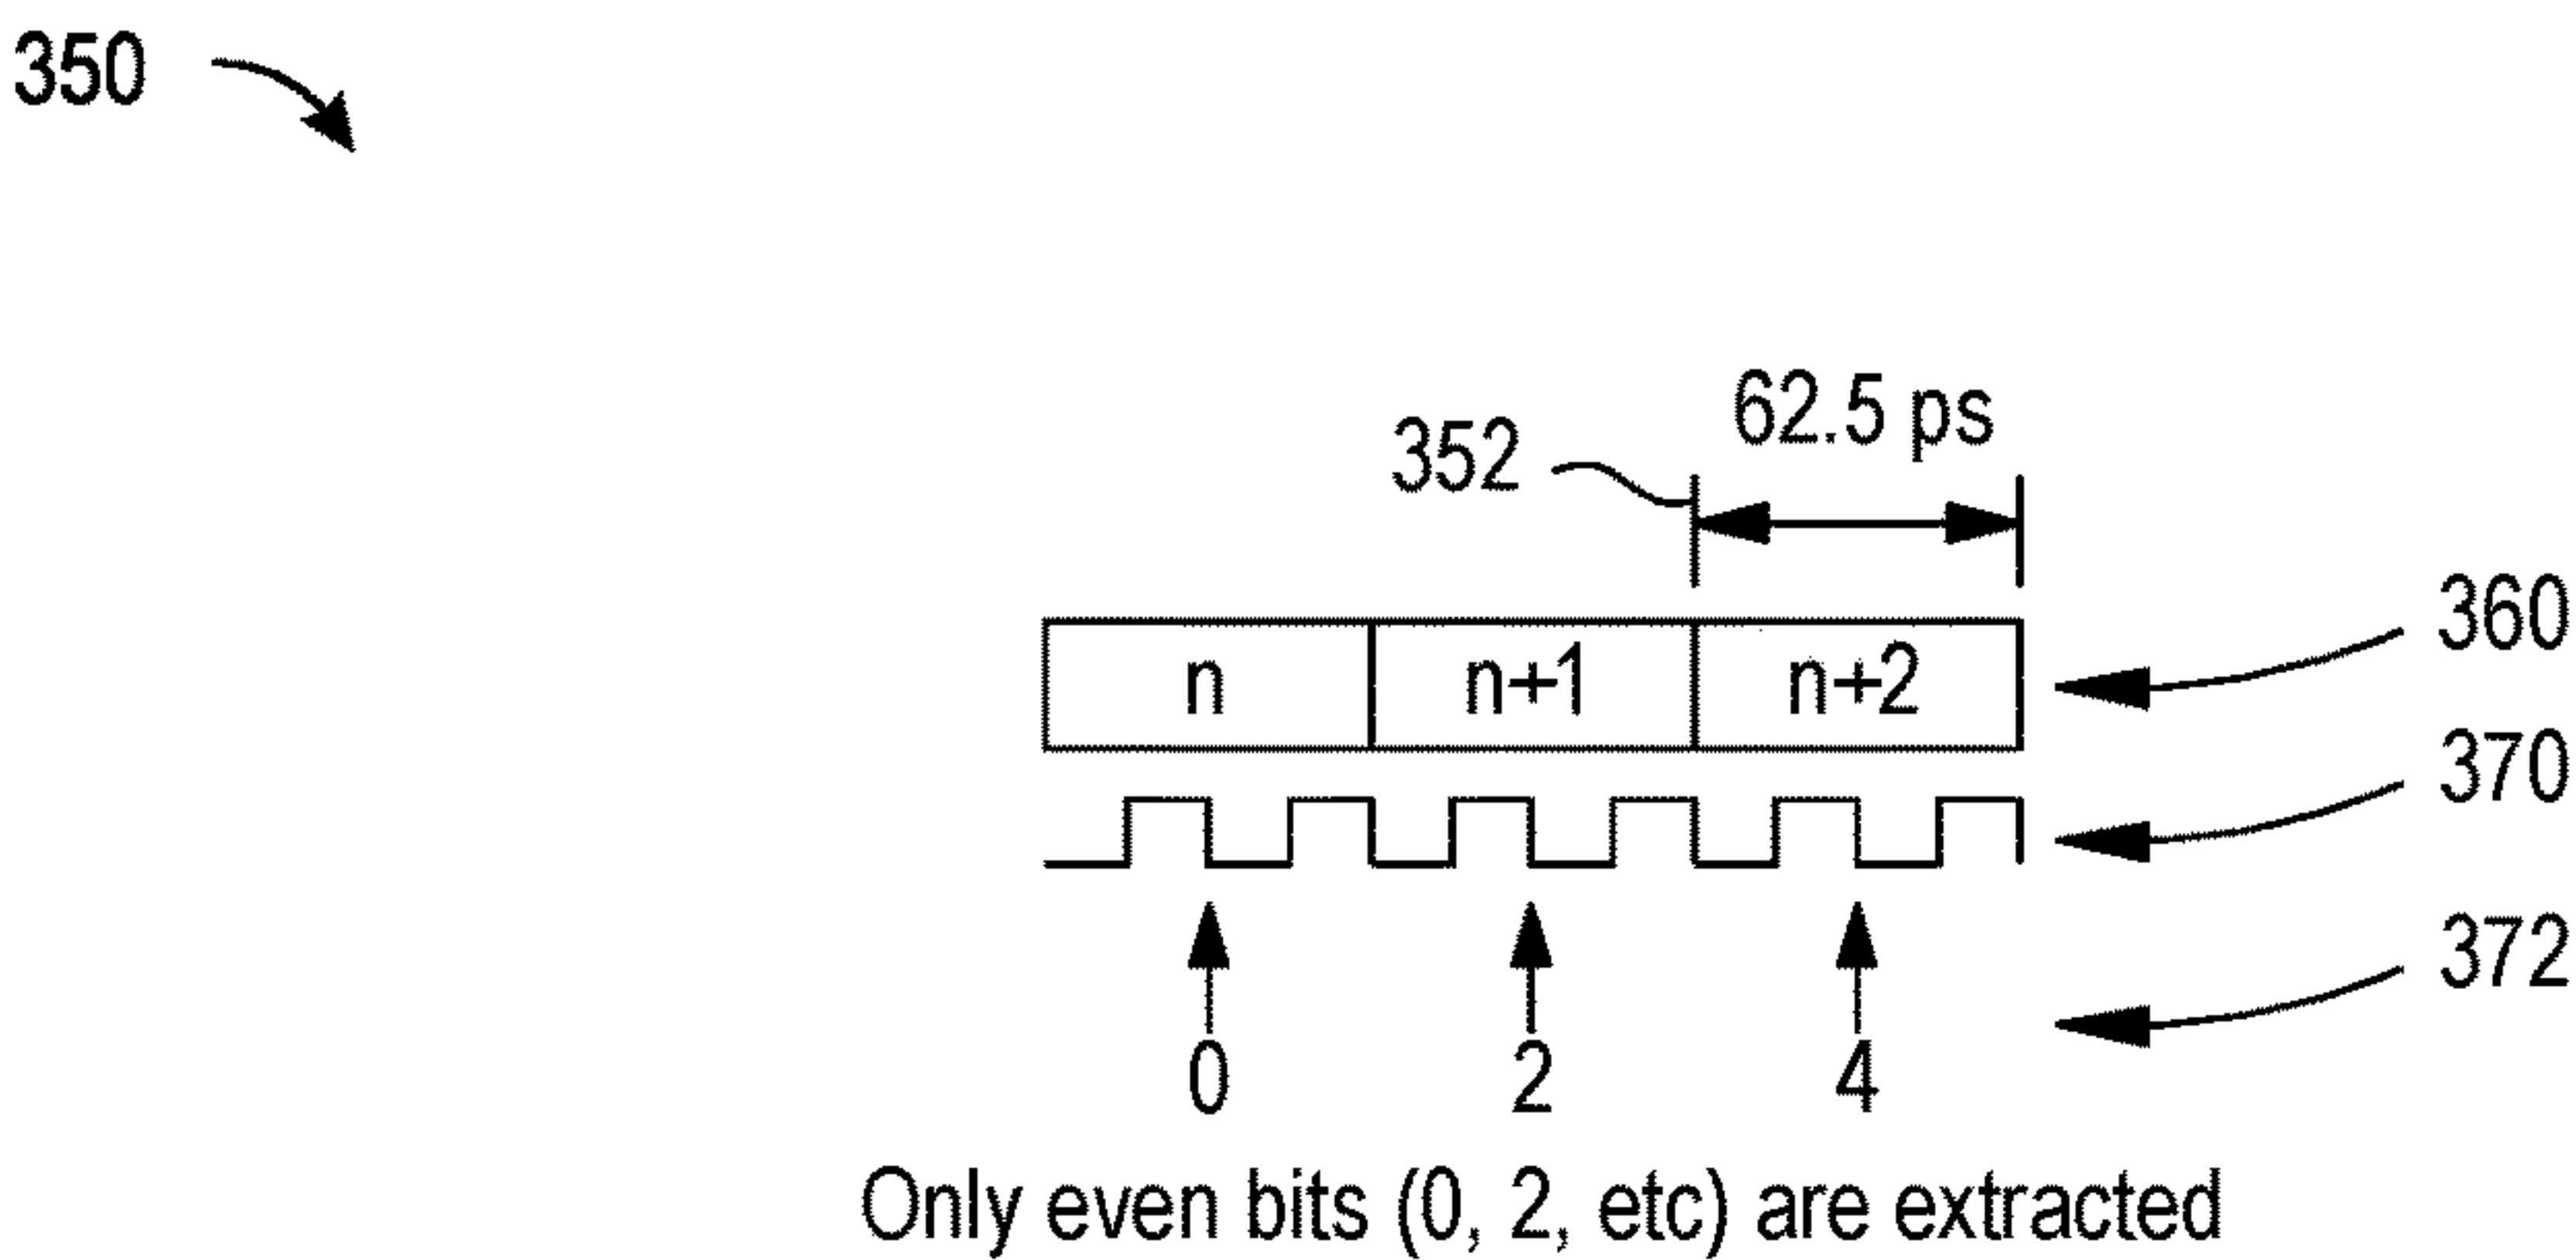 350
62.5 ps
352
n n+1 n+2
360
370
372
0 2 4
Only even bits (0, 2, etc) are extracted